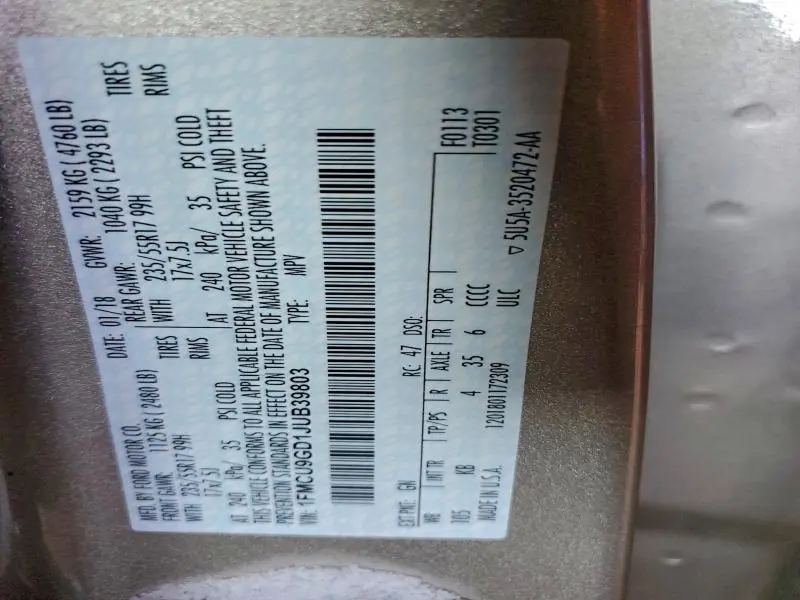 MFD. BY FORD MOTOR CO.
DATE: 01/18 GVWR: 2159 KG ( 4760 LB)
FRONT GAWR: 1125 KG ( 2480 LB) REAR GAWR: 1040 KG ( 2293 LB)
WITH 235/55R17 99H TIRES WITH 235/55R17 99H TIRES
17x7.5J RIMS 17x7.5J RIMS
AT 240 kPa/ 35 PSI COLD AT 240 kPa/ 35 PSI COLD
THIS VEHICLE CONFORMS TO ALL APPLICABLE FEDERAL MOTOR VEHICLE SAFETY AND THEFT
PREVENTION STANDARDS IN EFFECT ON THE DATE OF MANUFACTURE SHOWN ABOVE.
VIN: 1FMCU9GD1JUB39803 TYPE: MPV
EXT PNT: GN RC: 47 DSO: F0113
WB INT TR TP/PS R AXLE TR SPR T0301
105 KB 4 35 6 CCCC
MADE IN U.S.A. 1201801172309 ULC ▽ 5U5A-3520472-AA